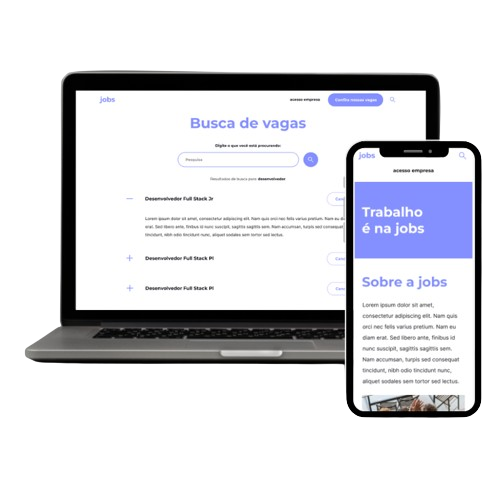 jobs
acesso empresa
Confira nossas vagas
Busca de vagas
Digite o que você está procurando:
Pesquisa
Resultados de busca para: desenvolvedor
Desenvolvedor Full Stack Jr
Lorem ipsum dolor sit amet, consectetur adipiscing elit. Nam quis orci nec felis varius pretium. Nam eu d
diam erat. Sed libero ante, finibus id nunc suscipit, sagittis sagittis sem. Nam accumsan, turpis sed conse
tincidunt, nibh odio tincidunt nunc, aliquet sodales sem tortor sed lectus.
Desenvolvedor Full Stack Pl
Desenvolvedor Full Stack Pl
jobs
acesso empresa
Trabalho
é na jobs
Sobre a jobs
Lorem ipsum dolor sit amet,
consectetur adipiscing elit. Nam quis
orci nec felis varius pretium. Nam eu
diam erat. Sed libero ante, finibus id
nunc suscipit, sagittis sagittis sem.
Nam accumsan, turpis sed consequat
tincidunt, nibh odio tincidunt nunc,
aliquet sodales sem tortor sed lectus.